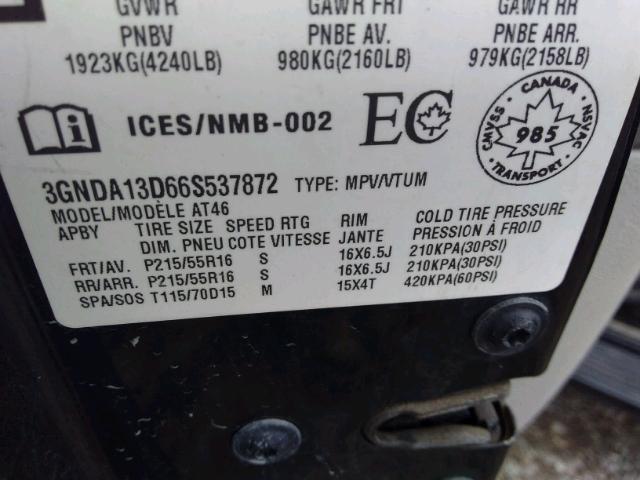 GVWR GAWR FRT GAWR RR
PNBV PNBE AV. PNBE ARR.
1923KG(4240LB) 980KG(2160LB) 979KG(2158LB)
ICES/NMB-002 EC
CANADA
CMVSS 985 NSVAC
TRANSPORT
3GNDA13D66S537872 TYPE: MPV/VTUM
MODEL/MODÈLE AT46
APBY TIRE SIZE SPEED RTG RIM COLD TIRE PRESSURE
DIM. PNEU COTE VITESSE JANTE PRESSION À FROID
FRT/AV. P215/55R16 S 16X6.5J 210KPA(30PSI)
RR/ARR. P215/55R16 S 16X6.5J 210KPA(30PSI)
SPA/SOS T115/70D15 M 15X4T 420KPA(60PSI)